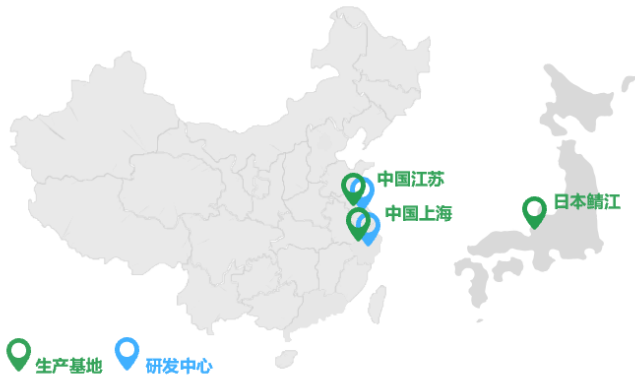 中国江苏
中国上海
日本鲭江
生产基地
研发中心